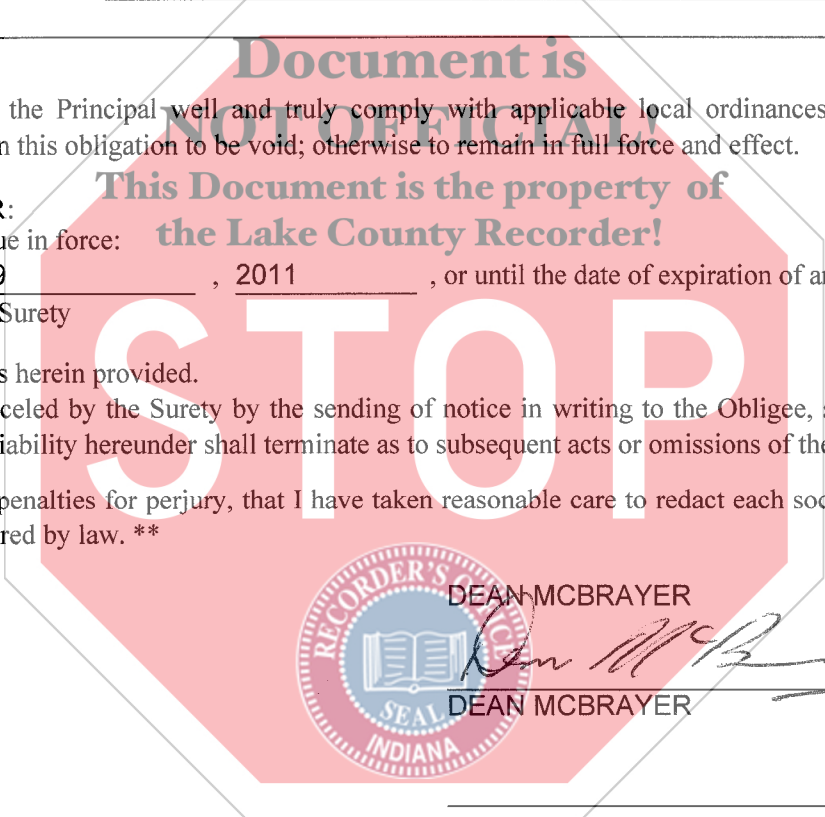 Document is
the Principal well and truly comply with applicable local ordinances
NOT OFFICIAL!
n this obligation to be void; otherwise to remain in full force and effect.
This Document is the property of
R:
the Lake County Recorder!
ue in force:
9 , 2011 , or until the date of expiration of an
Surety
STOP
s herein provided.
celed by the Surety by the sending of notice in writing to the Obligee, s
iability hereunder shall terminate as to subsequent acts or omissions of the
penalties for perjury, that I have taken reasonable care to redact each soc
red by law. **
RECORDER'S OFFICE
SEAL
INDIANA
DEAN MCBRAYER
Dean McB
DEAN MCBRAYER